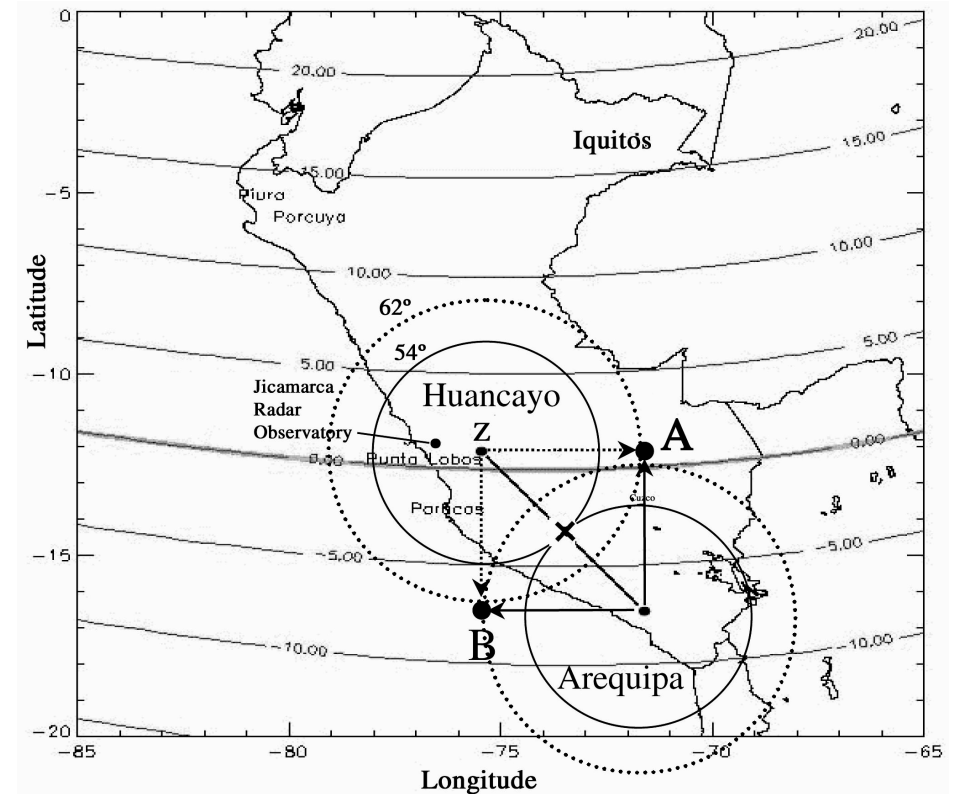 0
20.00
20.00
Iquitos
15.00
15.00
-5
Piura
Porcuya
10.00
10.00
Latitude
62º
5.00
5.00
54º
-10
Jicamarca
Radar
Observatory
Huancayo
Z
A
0.00
0.00
Punta Lobos
Cuzco
Paracas
-15
-5.00
-5.00
B
-10.00
-10.00
Arequipa
-20
-85
-80
-75
-70
-65
Longitude